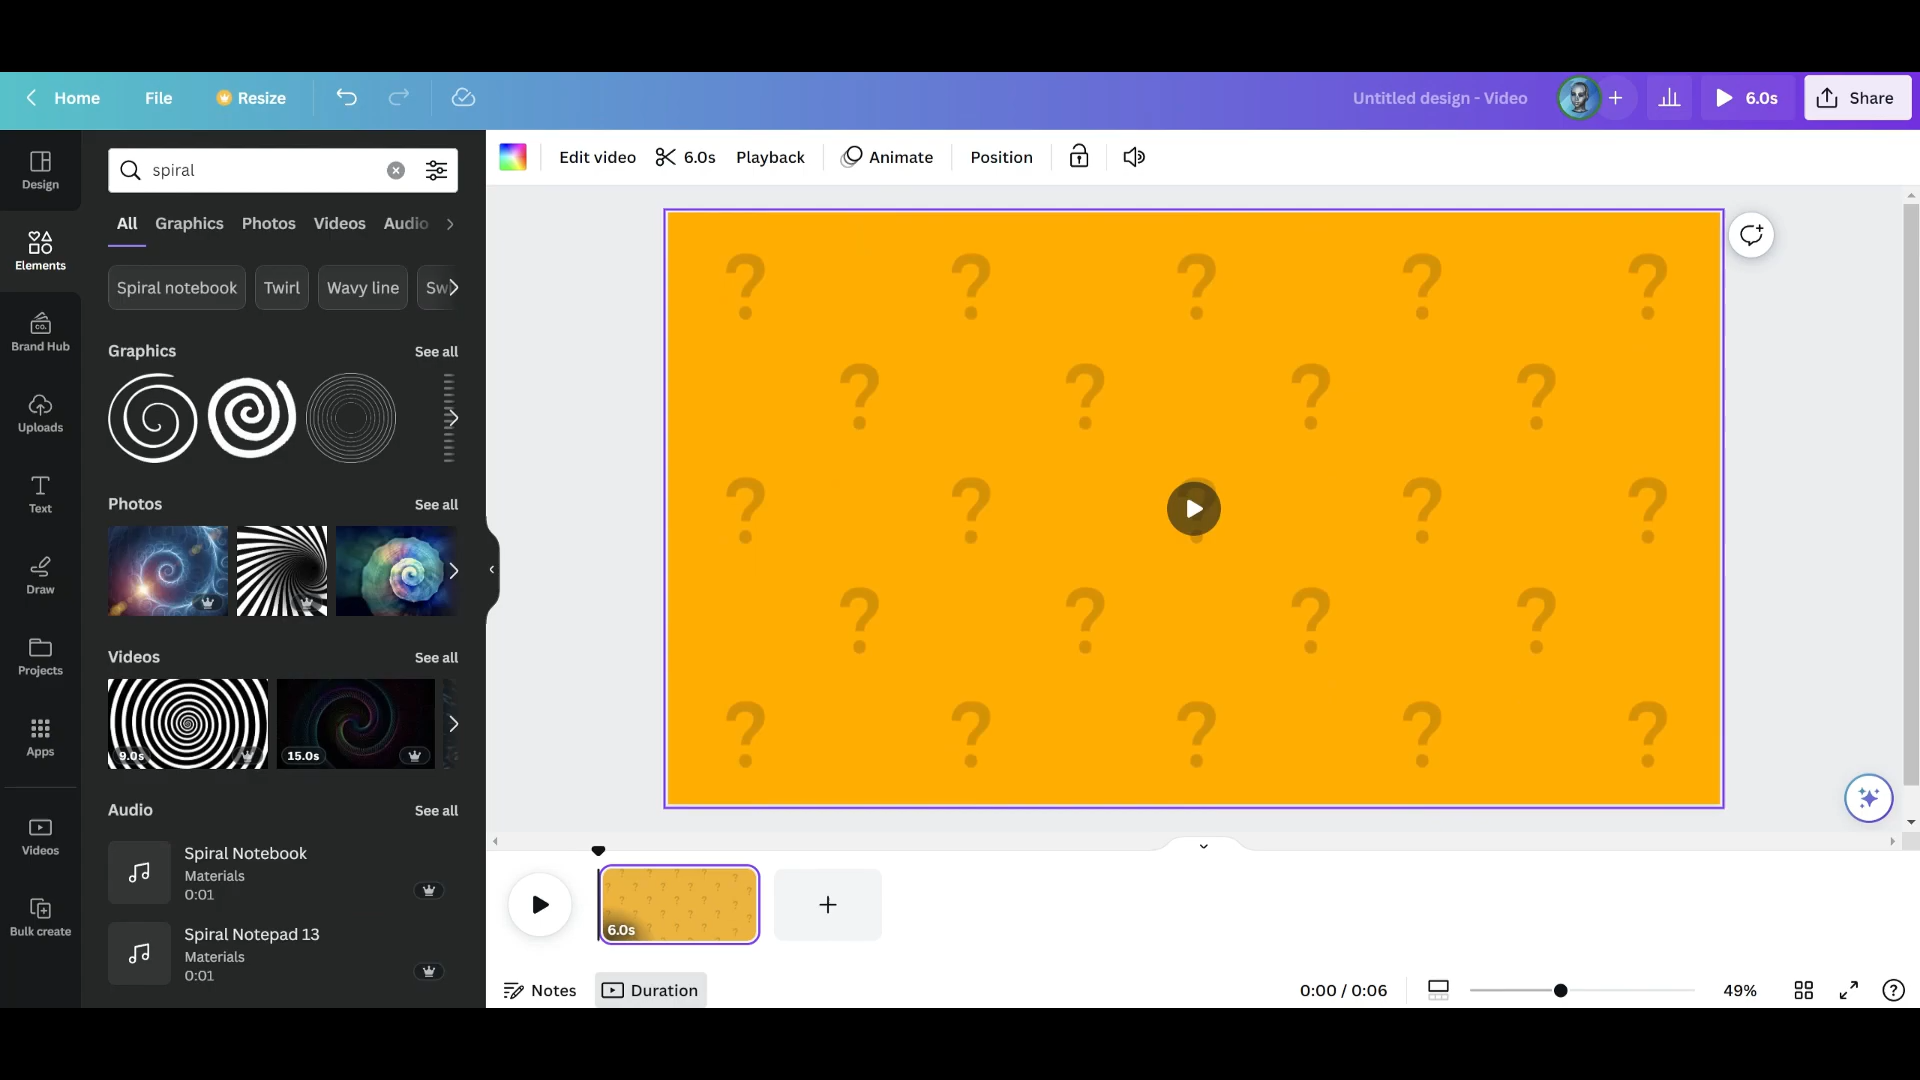 Home
File
Resize
Untitled design - Video
+
6.0s
Share
Design
Elements
Brand Hub
CO.
Uploads
Text
Draw
Projects
Apps
Videos
Bulk create
spiral
All
Graphics
Photos
Videos
Audio
Spiral notebook
Twirl
Wavy line
Sw
Graphics
See all
Photos
See all
Videos
See all
9.0s
15.0s
Audio
See all
Spiral Notebook
Materials
0:01
Spiral Notepad 13
Materials
0:01
Edit video
6.0s
Playback
Animate
Position
? ? ? ? ?
? ? ? ?
? ? ? ?
? ? ? ?
? ? ? ? ?
6.0s
+
Notes
Duration
0:00 / 0:06
49%
?